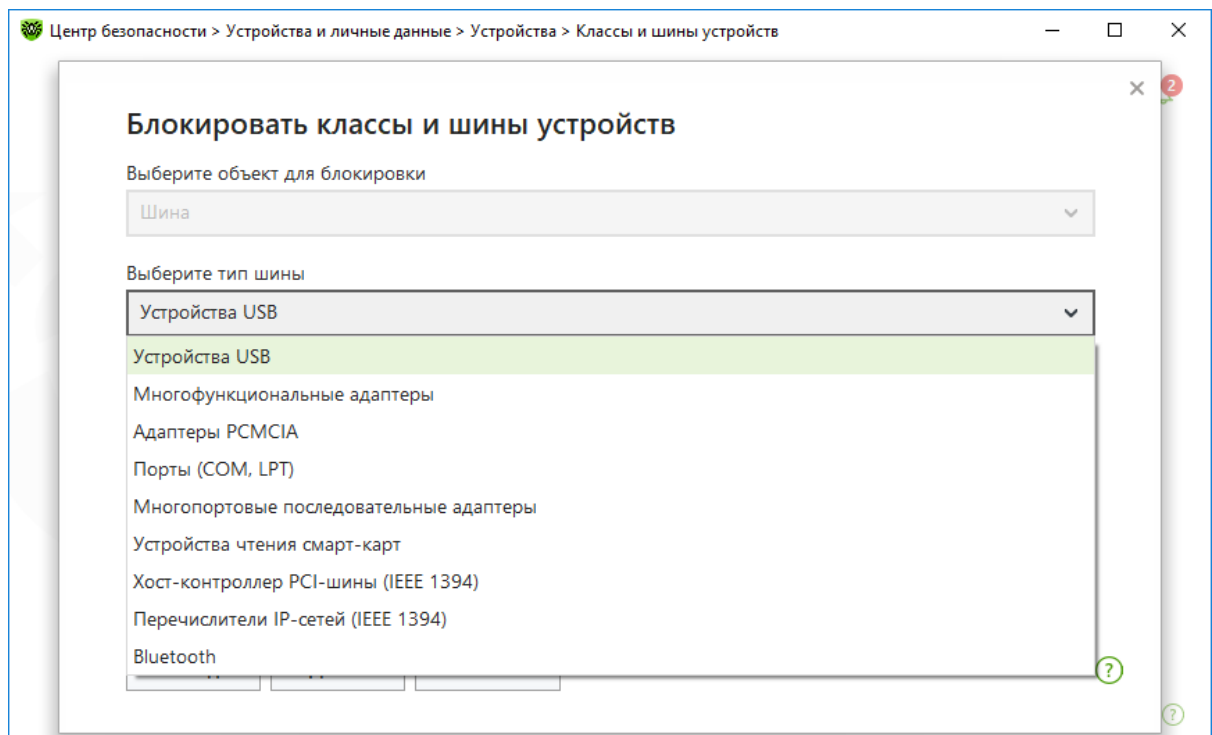 Центр безопасности > Устройства и личные данные > Устройства > Классы и шины устройств
2
Блокировать классы и шины устройств
Выберите объект для блокировки
Шина
Выберите тип шины
Устройства USB
Устройства USB
Многофункциональные адаптеры
Адаптеры PCMCIA
Порты (COM, LPT)
Многопортовые последовательные адаптеры
Устройства чтения смарт-карт
Хост-контроллер PCI-шины (IEEE 1394)
Перечислители IP-сетей (IEEE 1394)
Bluetooth
?
?